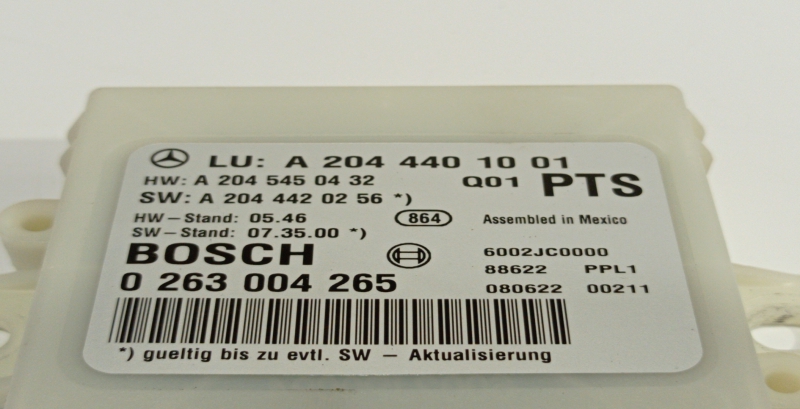 LU: A 204 440 10 01
HW: A 204 545 04 32 Q01 PTS
SW: A 204 442 02 56 *)
HW-Stand: 05.46 864 Assembled in Mexico
SW-Stand: 07.35.00 *)
BOSCH 6002JC0000
0 263 004 265 88622 PPL1
080622 00211
*) gueltig bis zu evtl. SW - Aktualisierung